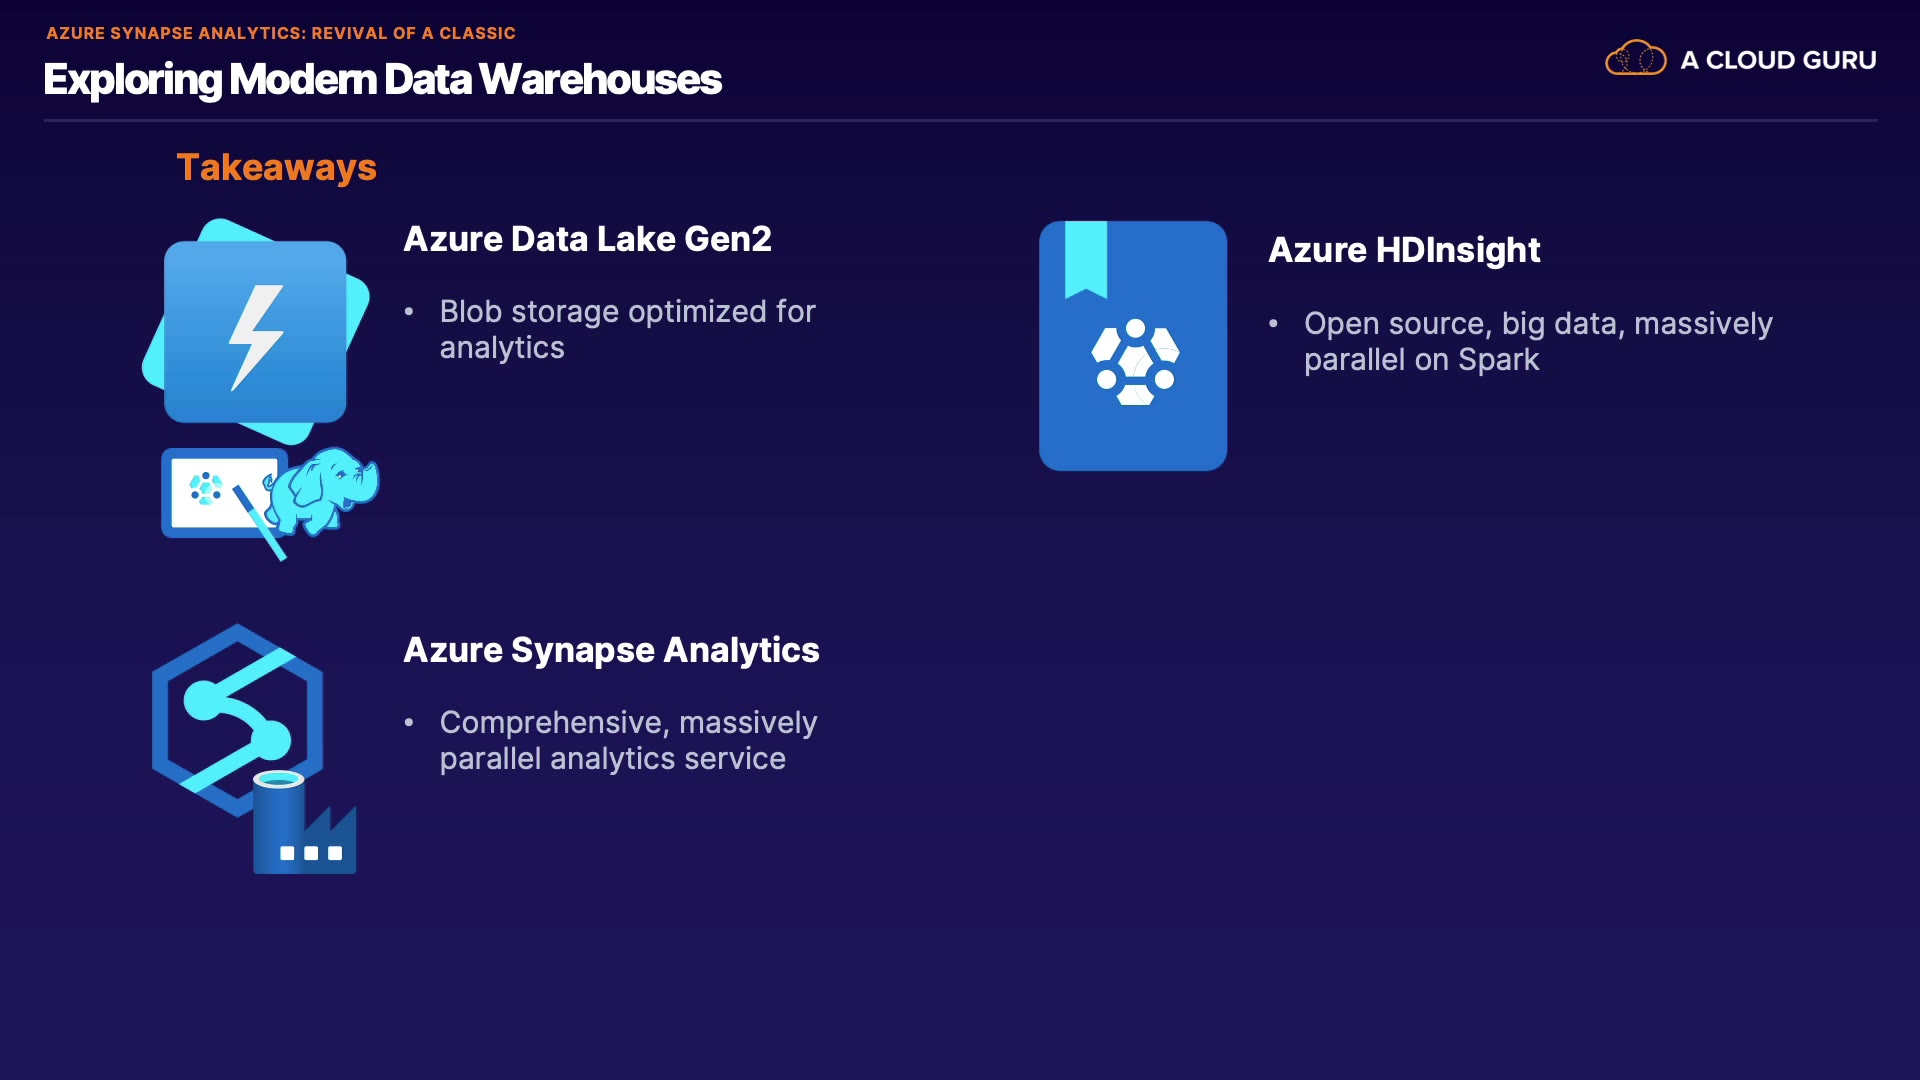 AZURE SYNAPSE ANALYTICS: REVIVAL OF A CLASSIC
Exploring Modern Data Warehouses
A CLOUD GURU
Takeaways
Azure Data Lake Gen2
• Blob storage optimized for
analytics
Azure HDInsight
• Open source, big data, massively
parallel on Spark
Azure Synapse Analytics
• Comprehensive, massively
parallel analytics service